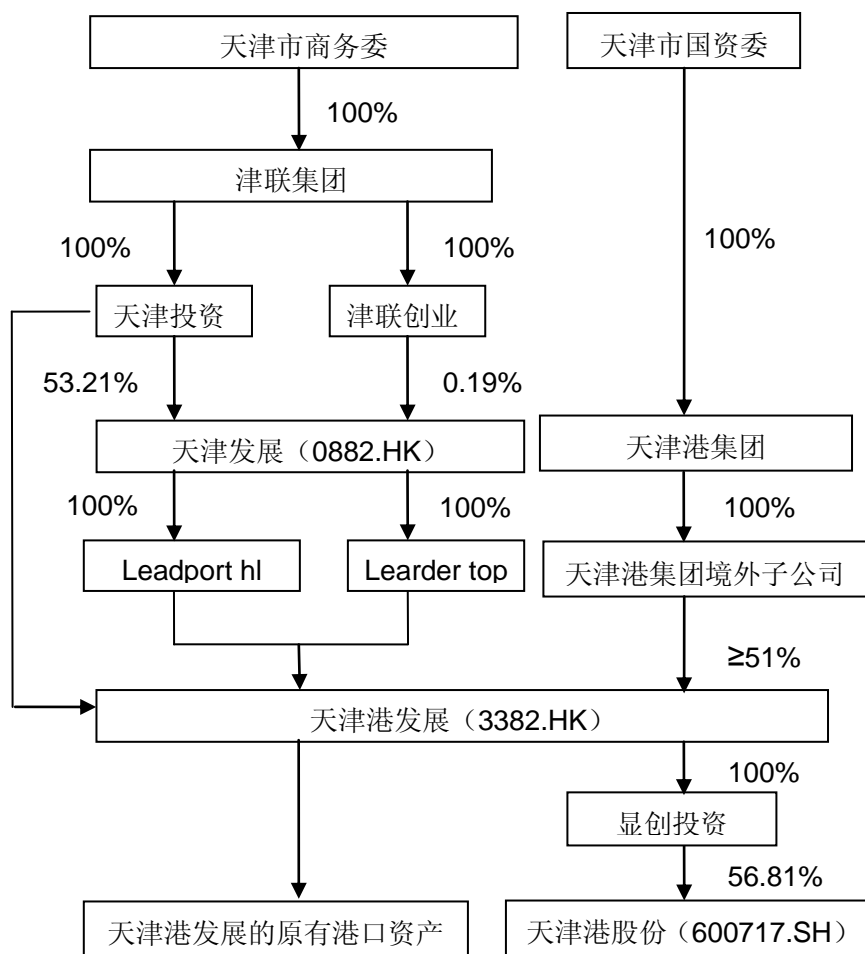 天津市商务委
天津市国资委
100%
津联集团
100%
100%
100%
天津投资
津联创业
53.21%
0.19%
天津发展（0882.HK）
天津港集团
100%
100%
100%
Leadport hl
Learder top
天津港集团境外子公司
≥51%
天津港发展（3382.HK）
100%
显创投资
56.81%
天津港发展的原有港口资产
天津港股份（600717.SH）